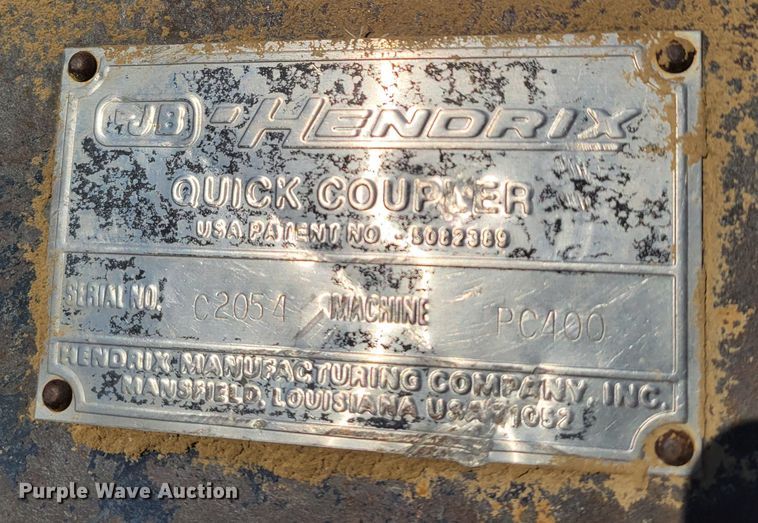 TJB-HENDRIX
QUICK COUPLER
USA PATENT NO. - 5082389
SERIAL NO. C2054 MACHINE PC400
HENDRIX MANUFACTURING COMPANY, INC.
MANSFIELD, LOUISIANA USA 71052
Purple Wave Auction